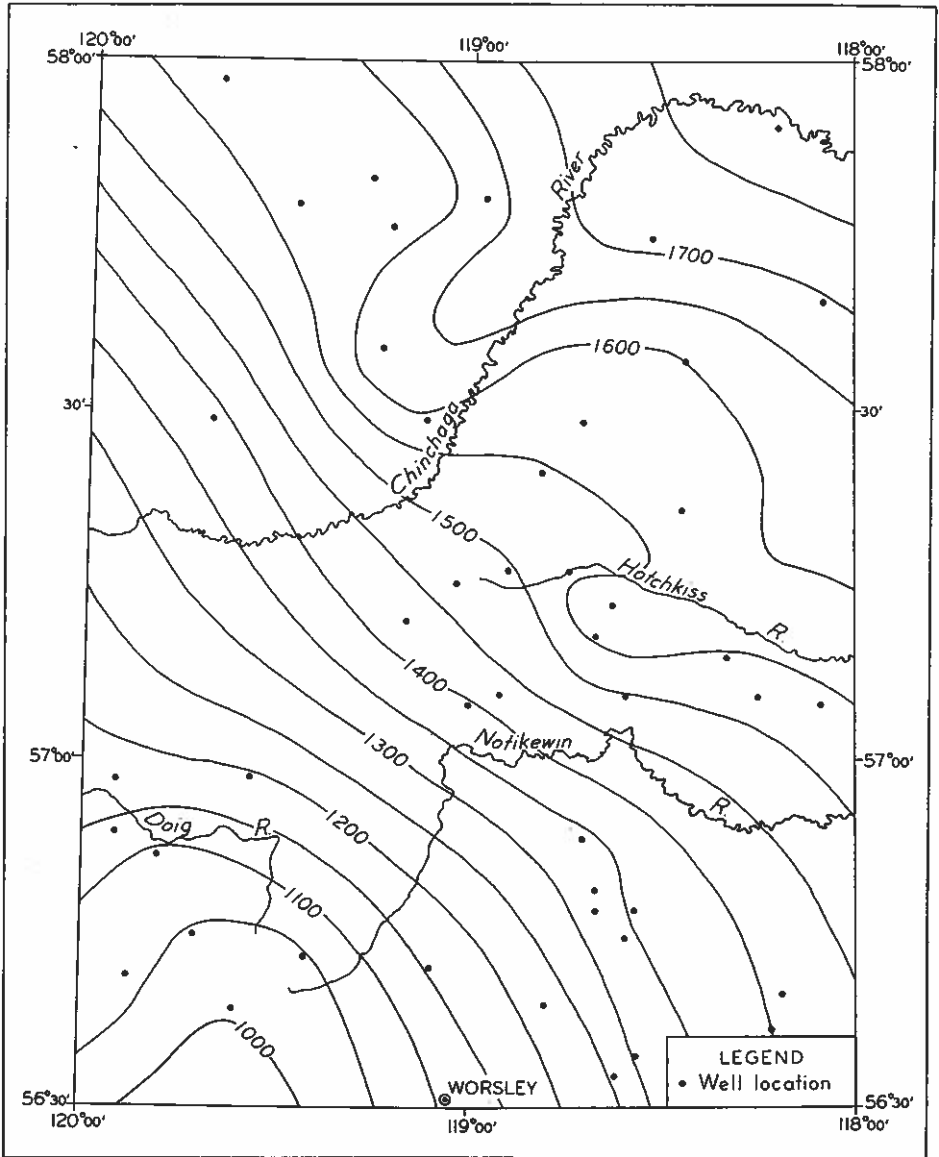 120°00'
119°00'
118°00'
58°00'
58°00'
River
1700
1600
30'
30'
Chinchaga
1500
Hotchkiss
R.
1400
Notikewin
57°00'
57°00'
1300
R.
Doig
R.
1200
1100
1000
LEGEND
Well location
WORSLEY
56°30'
56°30'
120°00'
119°00'
118°00'